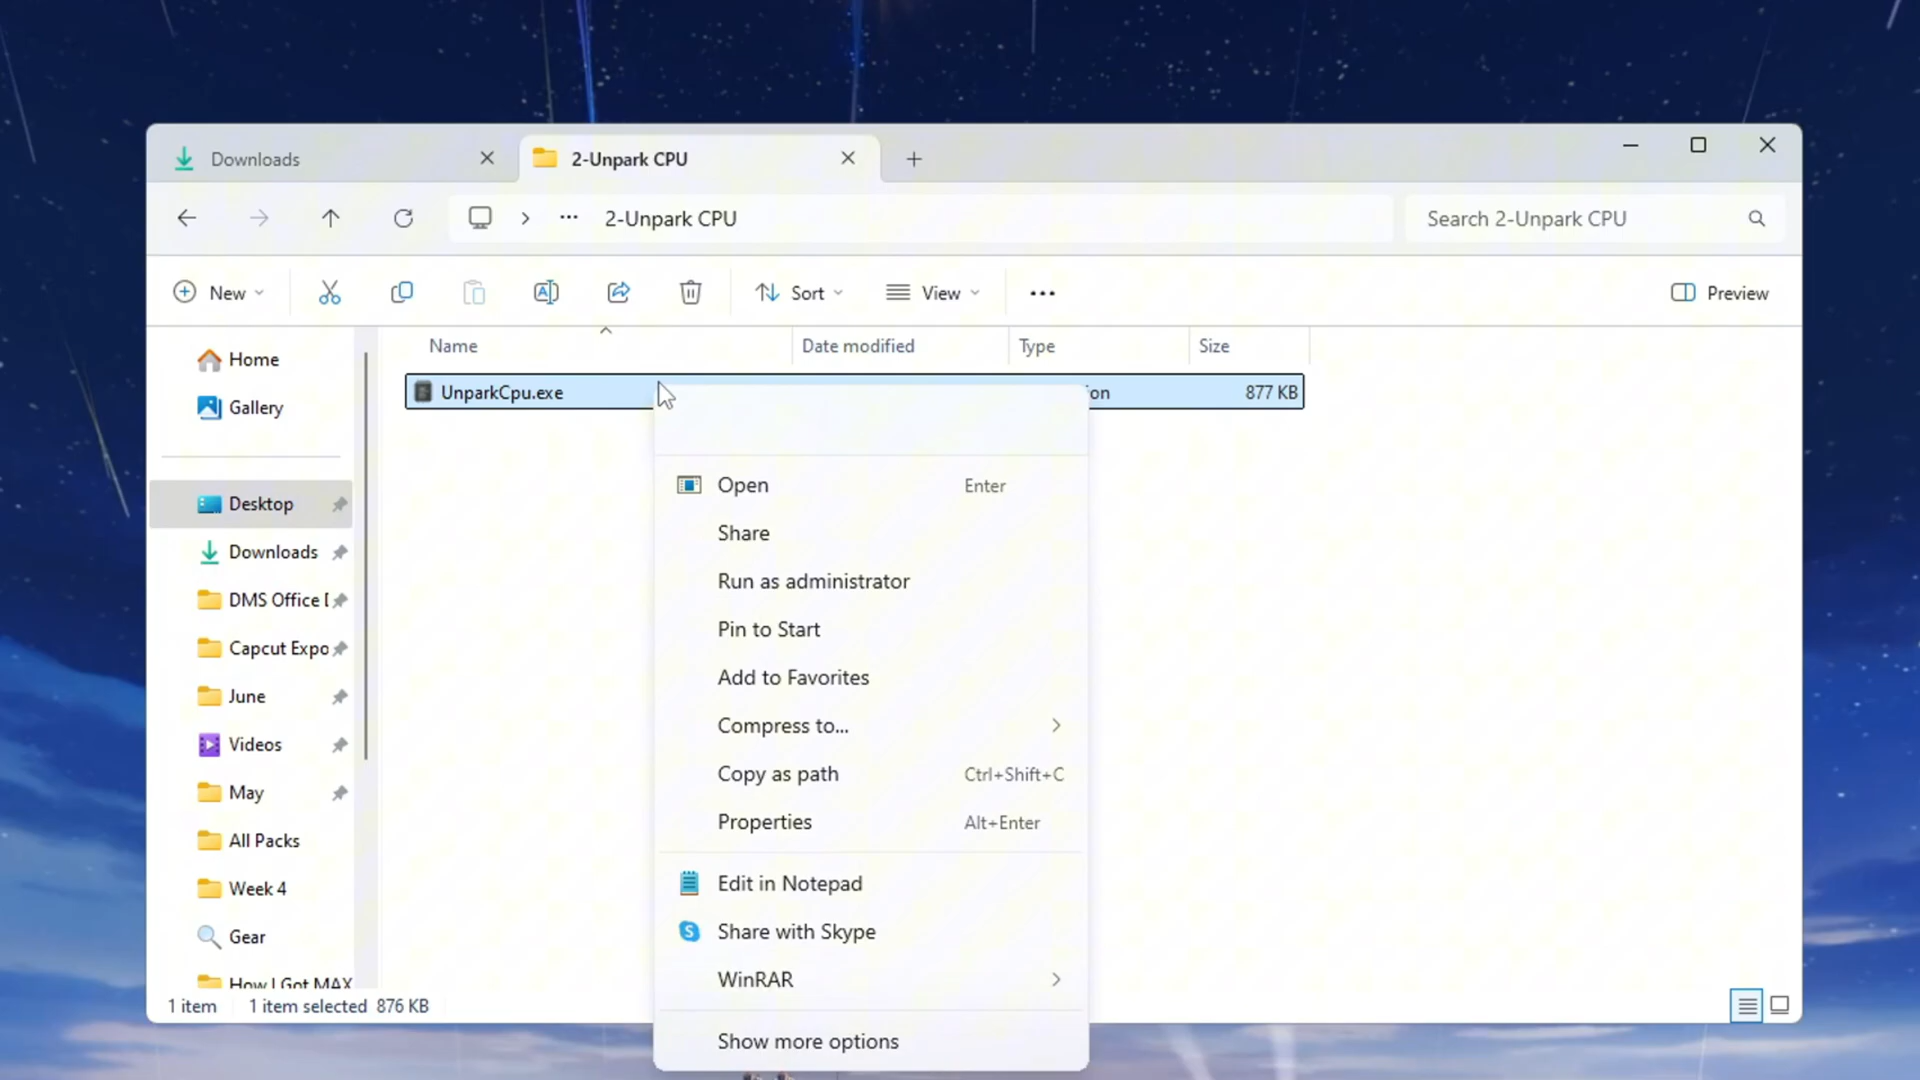 Downloads
2-Unpark CPU
2-Unpark CPU
Search 2-Unpark CPU
New
Sort
View
Preview
Name
Date modified
Type
Size
UnparkCpu.exe
on
877 KB
Home
Gallery
Desktop
Downloads
DMS Office
Capcut Expo
June
Videos
May
All Packs
Week 4
Gear
How I Got MAX
1 item
1 item selected 876 KB
Open Enter
Share
Run as administrator
Pin to Start
Add to Favorites
Compress to...
Copy as path Ctrl+Shift+C
Properties Alt+Enter
Edit in Notepad
Share with Skype
WinRAR
Show more options